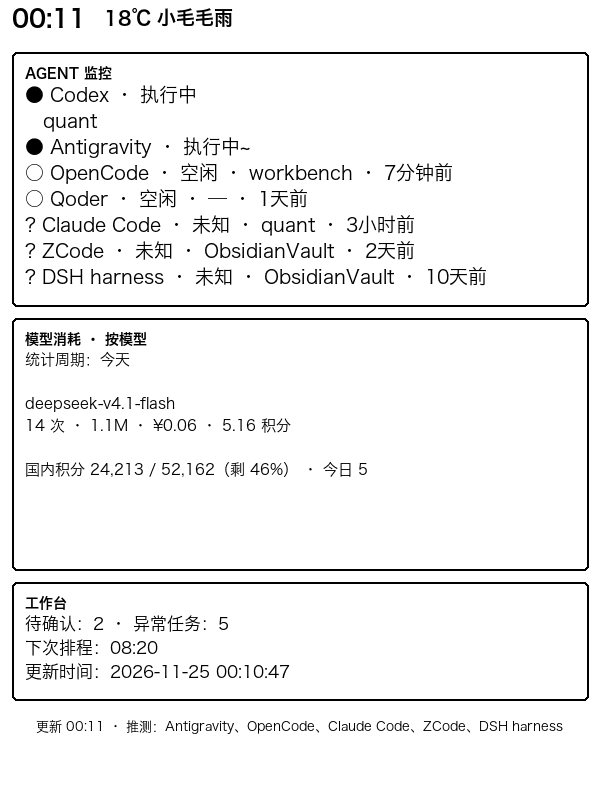 00:11 18℃ 小毛毛雨
AGENT 监控
● Codex · 执行中
quant
● Antigravity · 执行中~
○ OpenCode · 空闲 · workbench · 7分钟前
○ Qoder · 空闲 · — · 1天前
? Claude Code · 未知 · quant · 3小时前
? ZCode · 未知 · ObsidianVault · 2天前
? DSH harness · 未知 · ObsidianVault · 10天前
模型消耗 · 按模型
统计周期：今天
deepseek-v4.1-flash
14 次 · 1.1M · ¥0.06 · 5.16 积分
国内积分 24,213 / 52,162（剩 46%） · 今日 5
工作台
待确认：2 · 异常任务：5
下次排程：08:20
更新时间：2026-11-25 00:10:47
更新 00:11 · 推测：Antigravity、OpenCode、Claude Code、ZCode、DSH harness